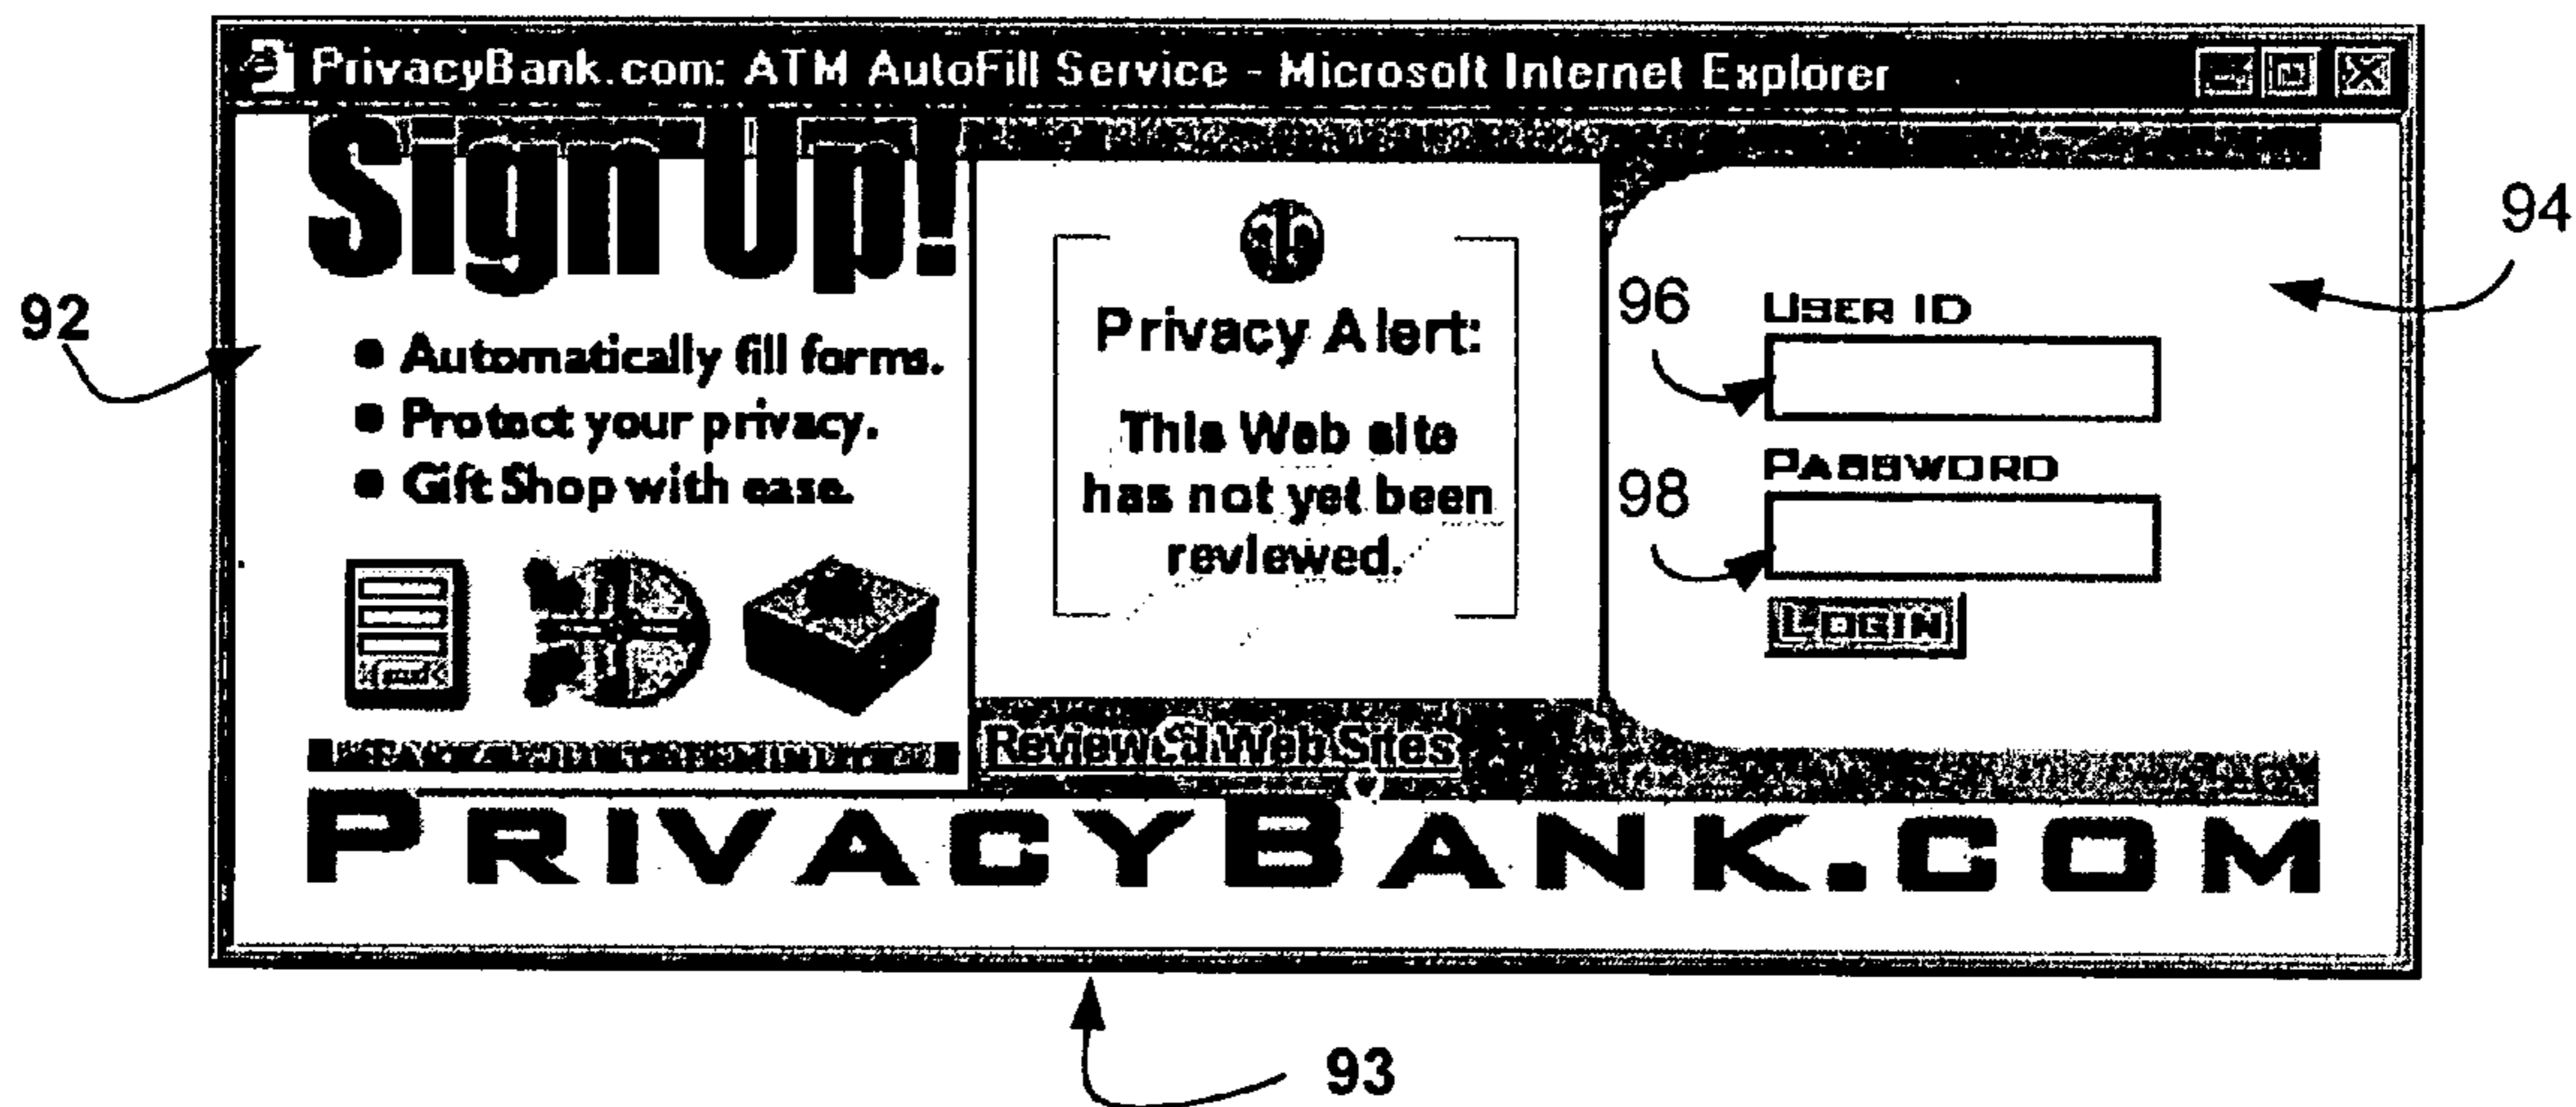 PrivacyBank.com: ATM AutoFill Service - Microsoft Internet Explorer
Sign Up!
• Automatically fill forms.
• Protect your privacy.
• Gift Shop with ease.
Privacy Alert:
This Web site
has not yet been
reviewed.
Reviewed Web Sites
USER ID
PASSWORD
LOGIN
PRIVACYBANK.COM
92
94
96
98
93